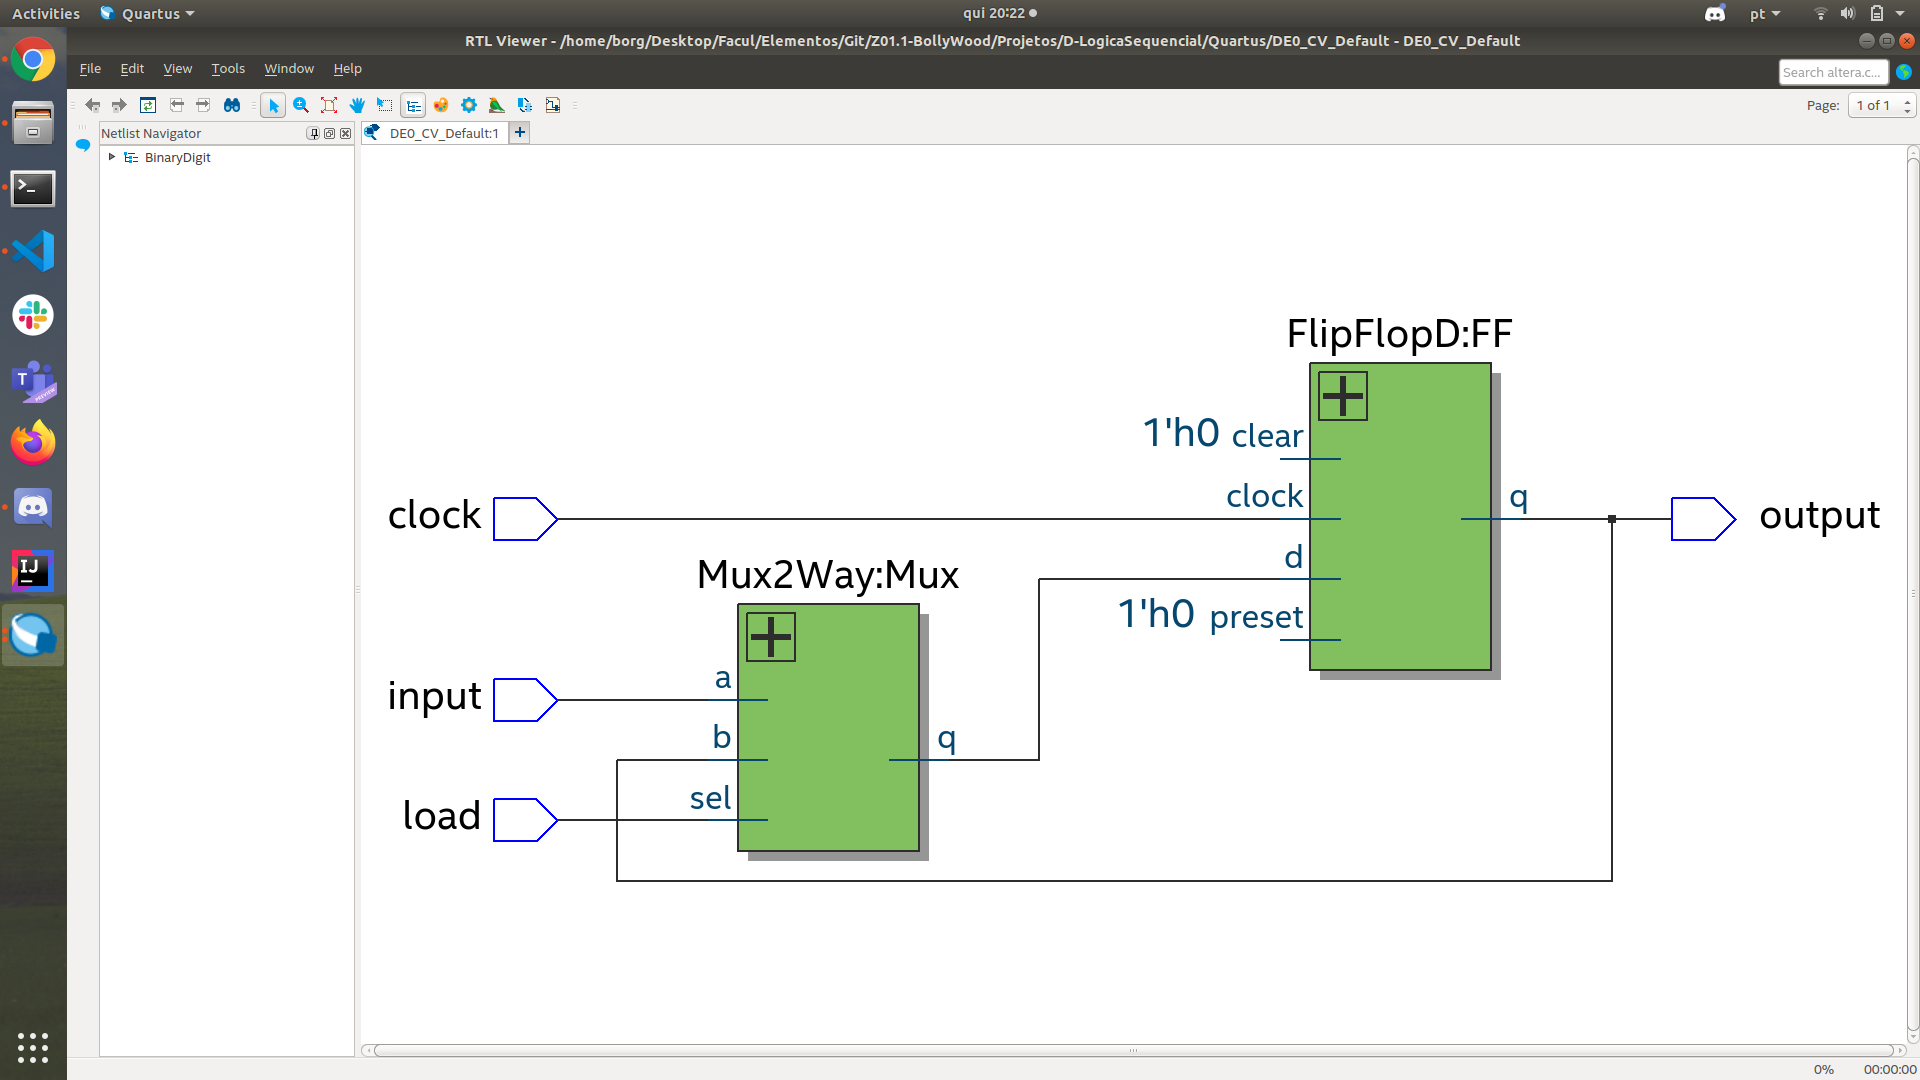 Activities Quartus qui 20:22 pt
RTL Viewer - /home/borg/Desktop/Facul/Elementos/Git/Z01.1-BollyWood/Projetos/D-LogicaSequencial/Quartus/DE0_CV_Default - DE0_CV_Default
File Edit View Tools Window Help Search altera.c...
Page: 1 of 1
Netlist Navigator DE0_CV_Default:1
BinaryDigit
FlipFlopD:FF
1'h0 clear
clock clock q output
d
Mux2Way:Mux
1'h0 preset
input a
b q
load sel
0% 00:00:00